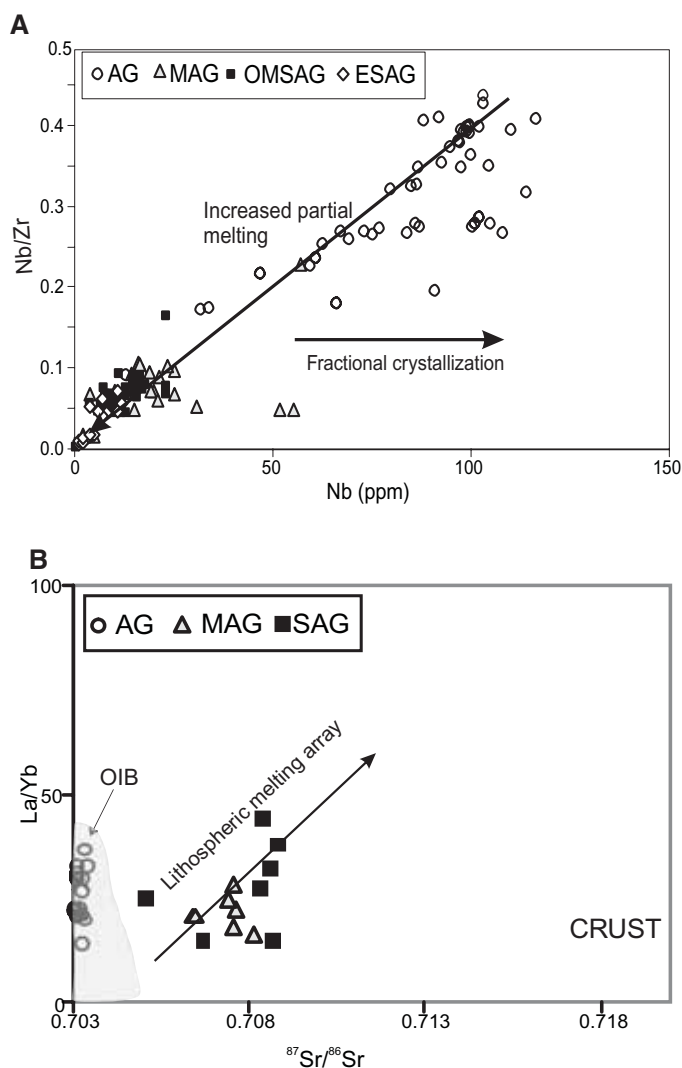 A
0.5
AG MAG OMSAG ESAG
0.4
Increased partial
melting
0.3
Nb/Zr
0.2
Fractional crystallization
0.1
0.0
0 50 100 150
Nb (ppm)
B
100
AG MAG SAG
OIB
Lithospheric melting array
La/Yb
50
CRUST
0
0.703 0.708 0.713 0.718
⁸⁷Sr/⁸⁶Sr